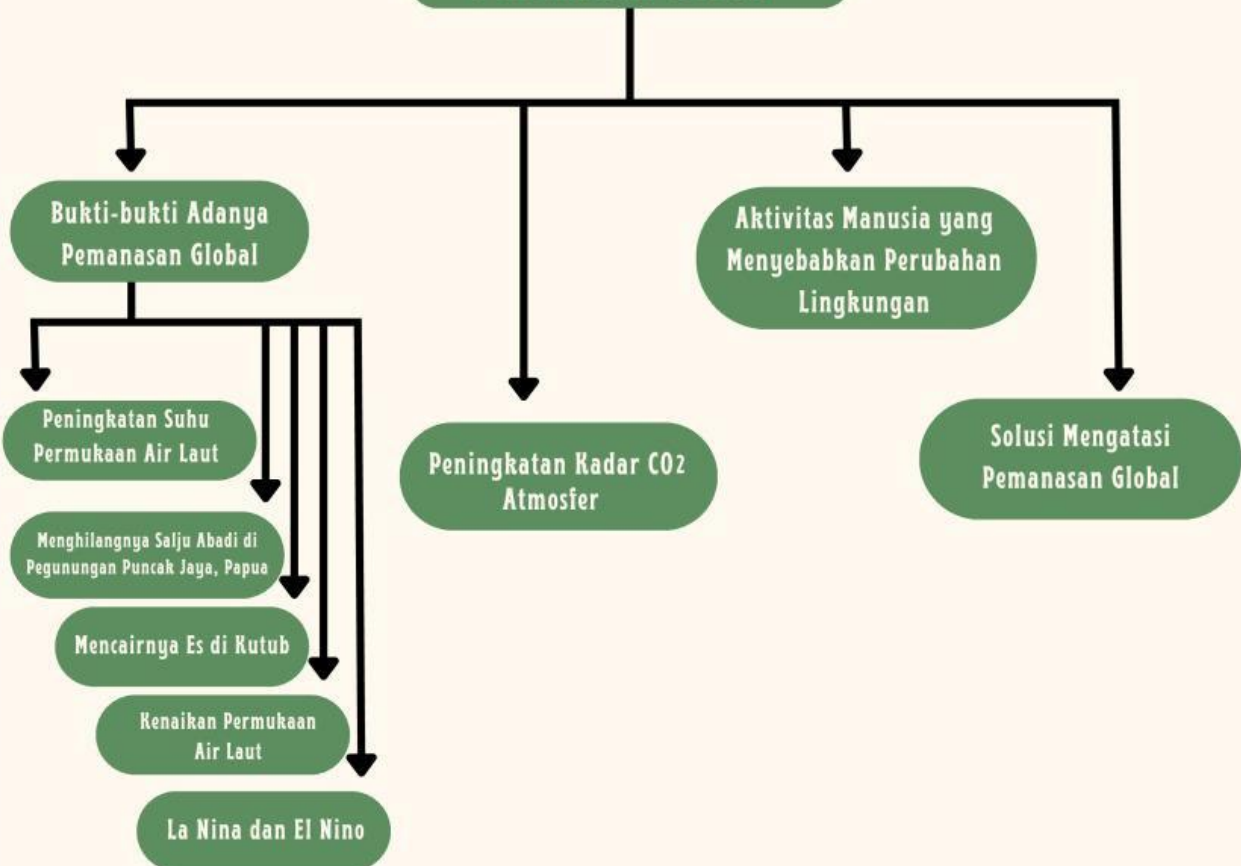 Bukti-bukti Adanya
Pemanasan Global
Aktivitas Manusia yang
Menyebabkan Perubahan
Lingkungan
Peningkatan Suhu
Permukaan Air Laut
Peningkatan Kadar CO2
Atmosfer
Solusi Mengatasi
Pemanasan Global
Menghilangnya Salju Abadi di
Pegunungan Puncak Jaya, Papua
Mencairnya Es di Kutub
Kenaikan Permukaan
Air Laut
La Nina dan El Nino